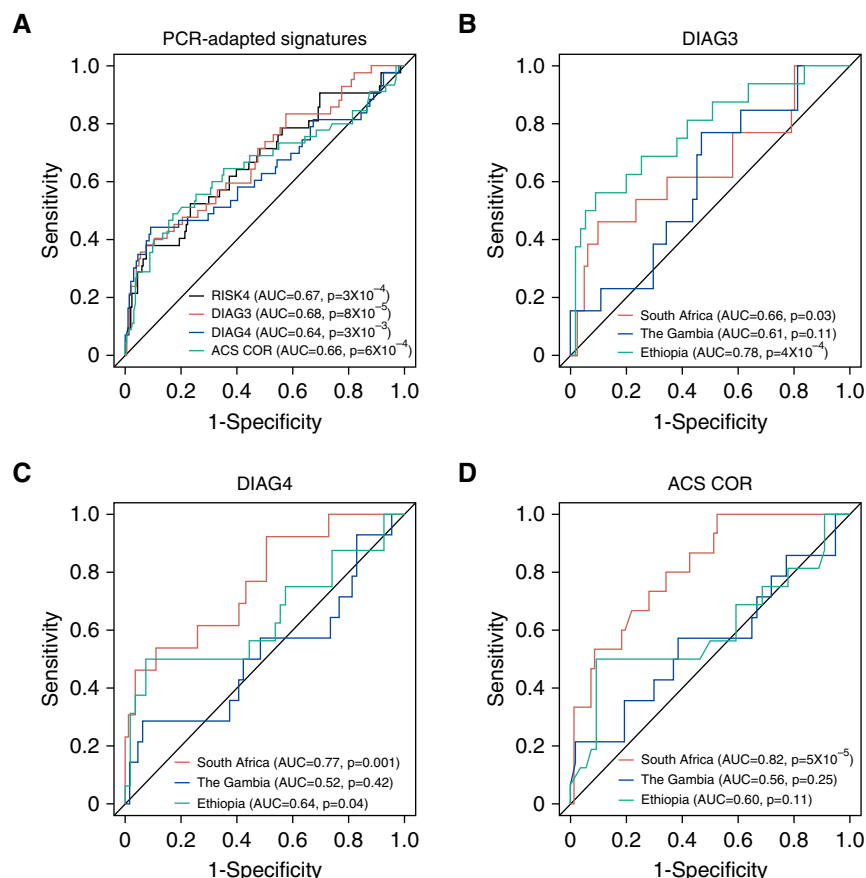 A
PCR-adapted signatures
1.0
0.8
0.6
0.4
0.2
0
Sensitivity
RISK4 (AUC=0.67, p=3X10⁻⁴)
DIAG3 (AUC=0.68, p=8X10⁻⁵)
DIAG4 (AUC=0.64, p=3X10⁻³)
ACS COR (AUC=0.66, p=6X10⁻⁴)
0 0.2 0.4 0.6 0.8 1.0
1-Specificity
B
DIAG3
1.0
0.8
0.6
0.4
0.2
0
Sensitivity
South Africa (AUC=0.66, p=0.03)
The Gambia (AUC=0.61, p=0.11)
Ethiopia (AUC=0.78, p=4X10⁻⁴)
0 0.2 0.4 0.6 0.8 1.0
1-Specificity
C
DIAG4
1.0
0.8
0.6
0.4
0.2
0
Sensitivity
South Africa (AUC=0.77, p=0.001)
The Gambia (AUC=0.52, p=0.42)
Ethiopia (AUC=0.64, p=0.04)
0 0.2 0.4 0.6 0.8 1.0
1-Specificity
D
ACS COR
1.0
0.8
0.6
0.4
0.2
0
Sensitivity
South Africa (AUC=0.82, p=5X10⁻⁵)
The Gambia (AUC=0.56, p=0.25)
Ethiopia (AUC=0.60, p=0.11)
0 0.2 0.4 0.6 0.8 1.0
1-Specificity